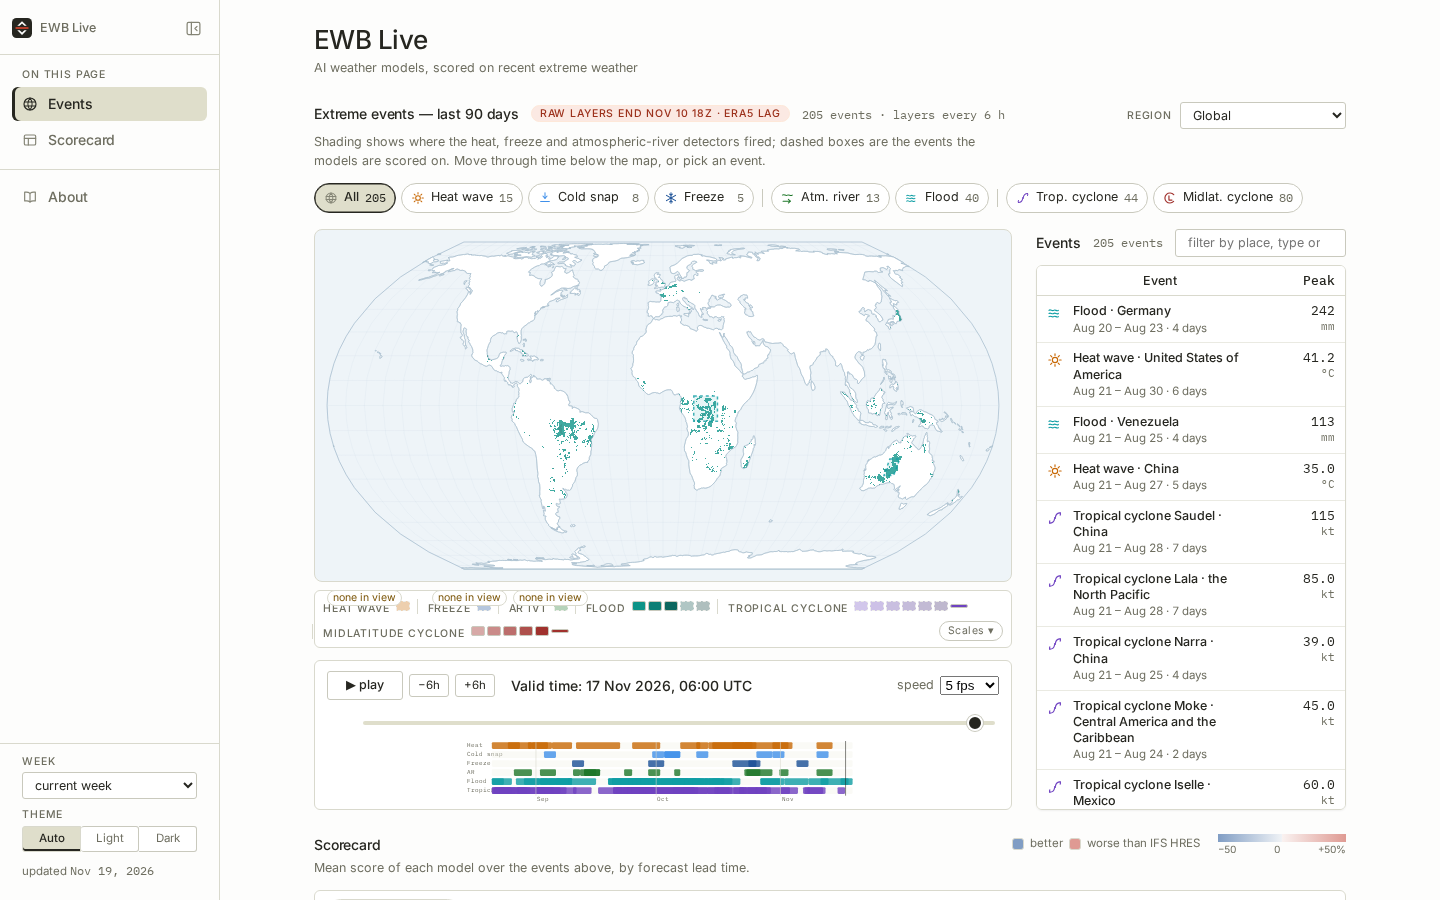 EWB Live
ON THIS PAGE
Events
Scorecard
About
WEEK
current week
THEME
Auto Light Dark
updated Nov 19, 2026
EWB Live
AI weather models, scored on recent extreme weather
Extreme events — last 90 days RAW LAYERS END NOV 10 18Z · ERA5 LAG 205 events · layers every 6 h REGION Global
Shading shows where the heat, freeze and atmospheric-river detectors fired; dashed boxes are the events the
models are scored on. Move through time below the map, or pick an event.
All 205 Heat wave 15 Cold snap 8 Freeze 5 Atm. river 13 Flood 40 Trop. cyclone 44 Midlat. cyclone 80
none in view none in view none in view
HEAT WAVE FREEZE AR IVT FLOOD TROPICAL CYCLONE
MIDLATITUDE CYCLONE Scales ▾
▶ play −6h +6h Valid time: 17 Nov 2026, 06:00 UTC speed 5 fps
Heat
Cold snap
Freeze
AR
Flood
Tropic
Sep Oct Nov
Events 205 events filter by place, type or
Event Peak
Flood · Germany 242
Aug 20 – Aug 23 · 4 days mm
Heat wave · United States of 41.2
America °C
Aug 21 – Aug 30 · 6 days
Flood · Venezuela 113
Aug 21 – Aug 25 · 4 days mm
Heat wave · China 35.0
Aug 21 – Aug 27 · 5 days °C
Tropical cyclone Saudel · 115
China kt
Aug 21 – Aug 28 · 7 days
Tropical cyclone Lala · the 85.0
North Pacific kt
Aug 21 – Aug 28 · 7 days
Tropical cyclone Narra · 39.0
China kt
Aug 21 – Aug 25 · 4 days
Tropical cyclone Moke · 45.0
Central America and the kt
Caribbean
Aug 21 – Aug 24 · 2 days
Tropical cyclone Iselle · 60.0
Mexico kt
Scorecard
Mean score of each model over the events above, by forecast lead time.
better worse than IFS HRES
−50 0 +50%